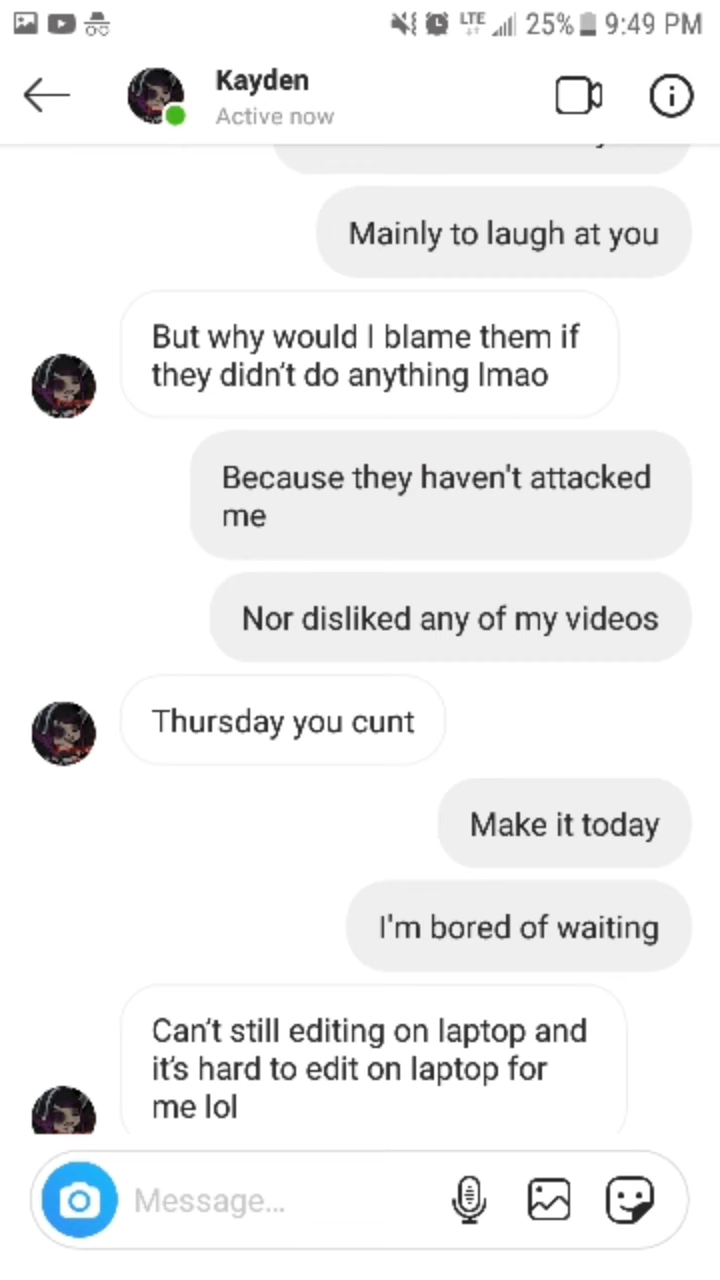 LTE 25% 9:49 PM
Kayden
Active now
Mainly to laugh at you
But why would I blame them if
they didn't do anything lmao
Because they haven't attacked
me
Nor disliked any of my videos
Thursday you cunt
Make it today
I'm bored of waiting
Can't still editing on laptop and
it's hard to edit on laptop for
me lol
Message...